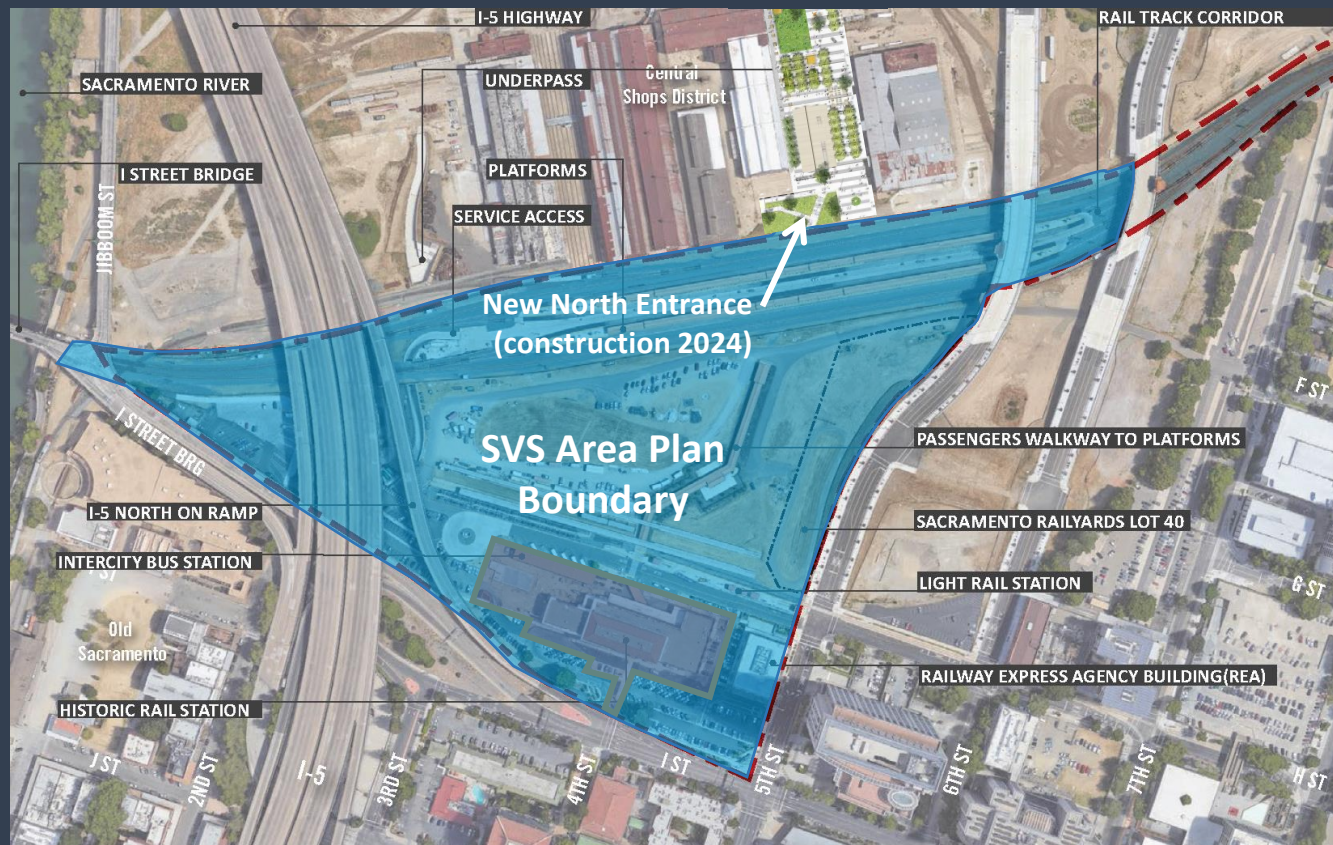 I-5 HIGHWAY
RAIL TRACK CORRIDOR
SACRAMENTO RIVER
UNDERPASS
Central
Shops District
I STREET BRIDGE
PLATFORMS
SERVICE ACCESS
JIBBOOM ST
New North Entrance
(construction 2024)
F ST
I STREET BRG
SVS Area Plan
Boundary
PASSENGERS WALKWAY TO PLATFORMS
I-5 NORTH ON RAMP
SACRAMENTO RAILYARDS LOT 40
INTERCITY BUS STATION
ST
LIGHT RAIL STATION
G ST
Old
Sacramento
RAILWAY EXPRESS AGENCY BUILDING(REA)
HISTORIC RAIL STATION
J ST
2ND ST
I-5
3RD ST
4TH ST
I ST
5TH ST
6TH ST
7TH ST
H ST